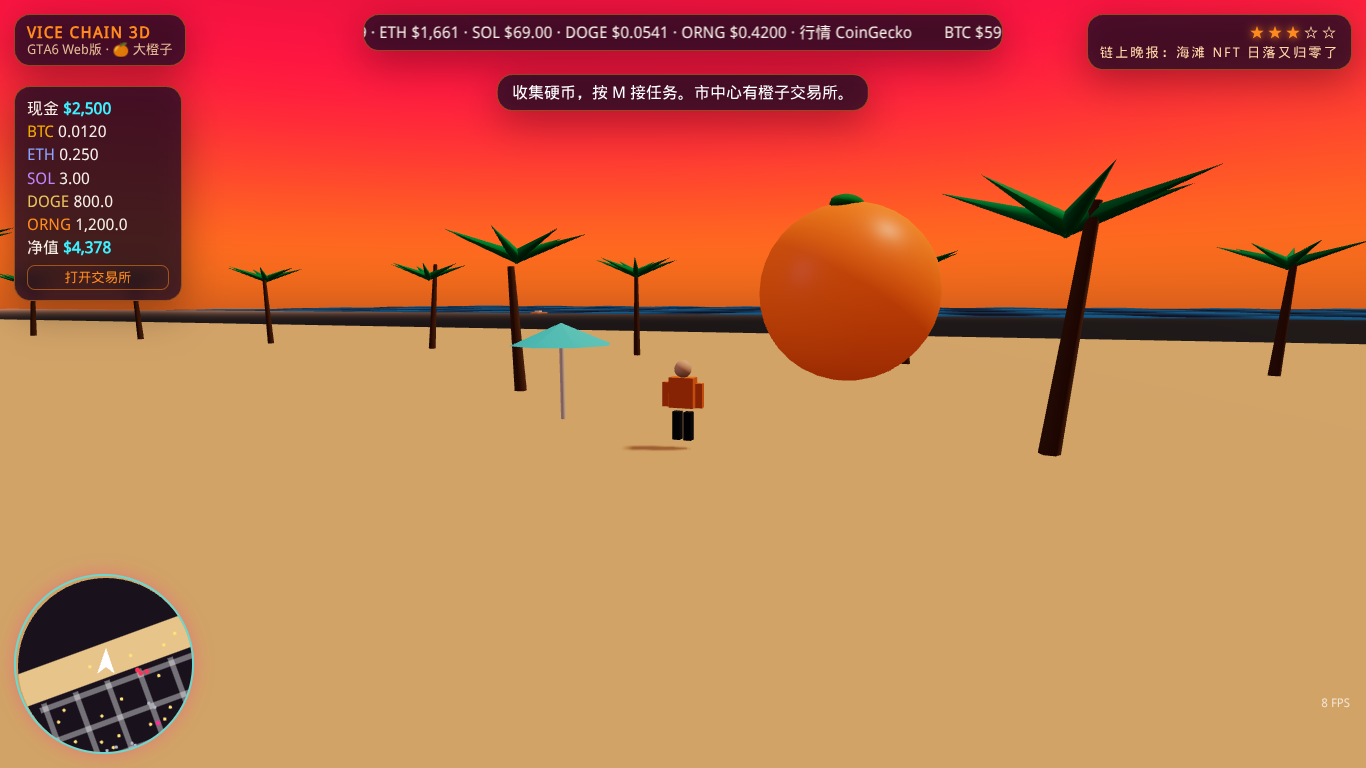 VICE CHAIN 3D
GTA6 Web版 · 🍊 大橙子
· ETH $1,661 · SOL $69.00 · DOGE $0.0541 · ORNG $0.4200 · 行情 CoinGecko BTC $59
★★★☆☆
链上晚报：海滩 NFT 日落又归零了
收集硬币，按 M 接任务。市中心有橙子交易所。
现金 $2,500
BTC 0.0120
ETH 0.250
SOL 3.00
DOGE 800.0
ORNG 1,200.0
净值 $4,378
打开交易所
8 FPS